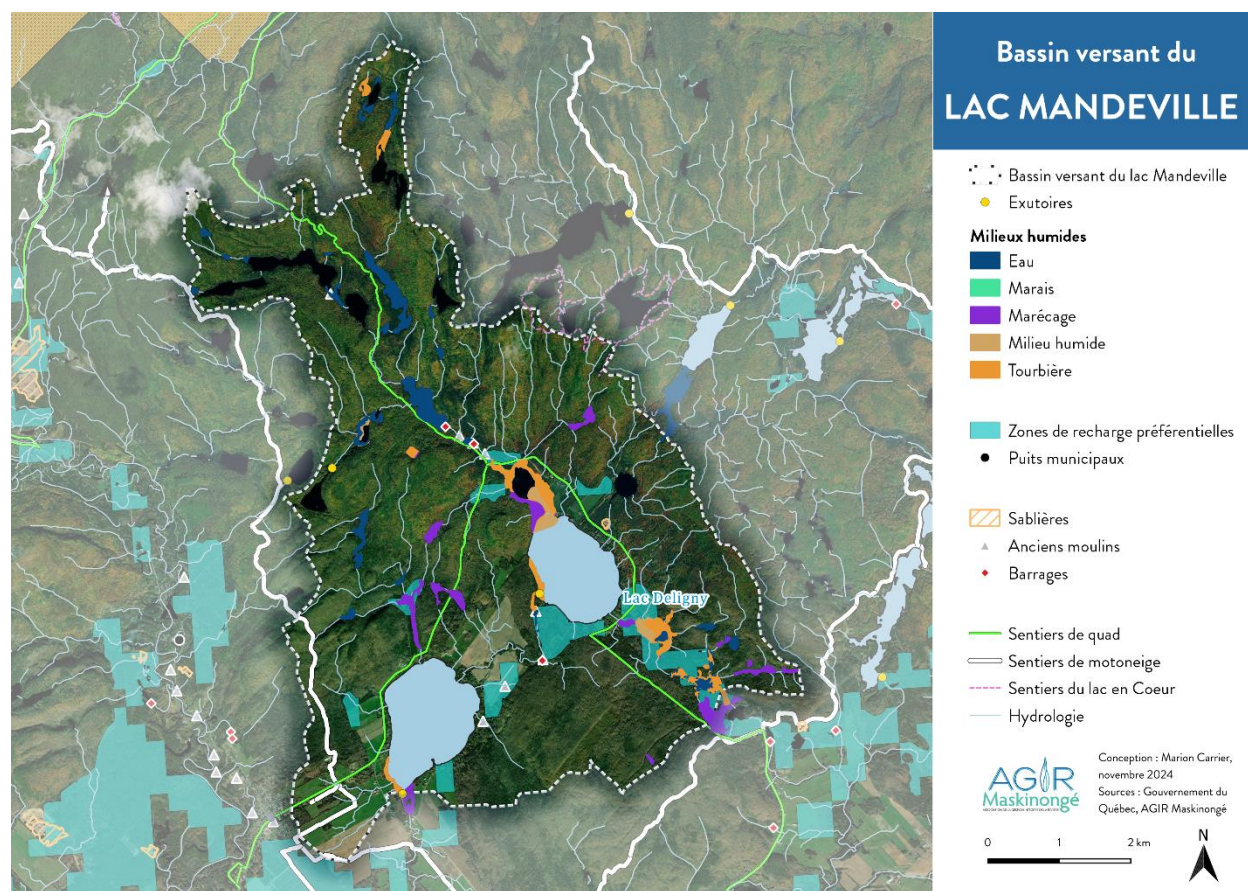 Bassin versant du
LAC MANDEVILLE
Bassin versant du lac Mandeville
Exutoires
Milieux humides
Eau
Marais
Marécage
Milieu humide
Tourbière
Zones de recharge préférentielles
Puits municipaux
Sablières
Anciens moulins
Barrages
Sentiers de quad
Sentiers de motoneige
Sentiers du lac en Coeur
Hydrologie
Lac Deligny
AGIR
Maskinongé
Conception : Marion Carrier,
novembre 2024
Sources : Gouvernement du
Québec, AGIR Maskinongé
0 1 2 km
N